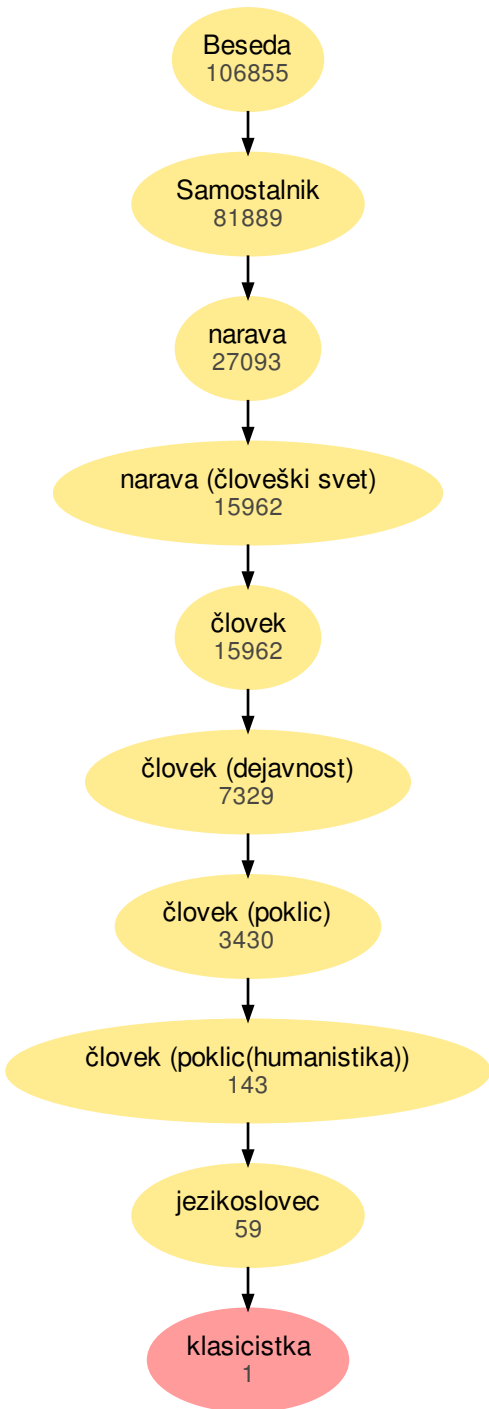 Beseda
106855
Samostalnik
81889
narava
27093
narava (človeški svet)
15962
človek
15962
človek (dejavnost)
7329
človek (poklic)
3430
človek (poklic(humanistika))
143
jezikoslovec
59
klasicistka
1